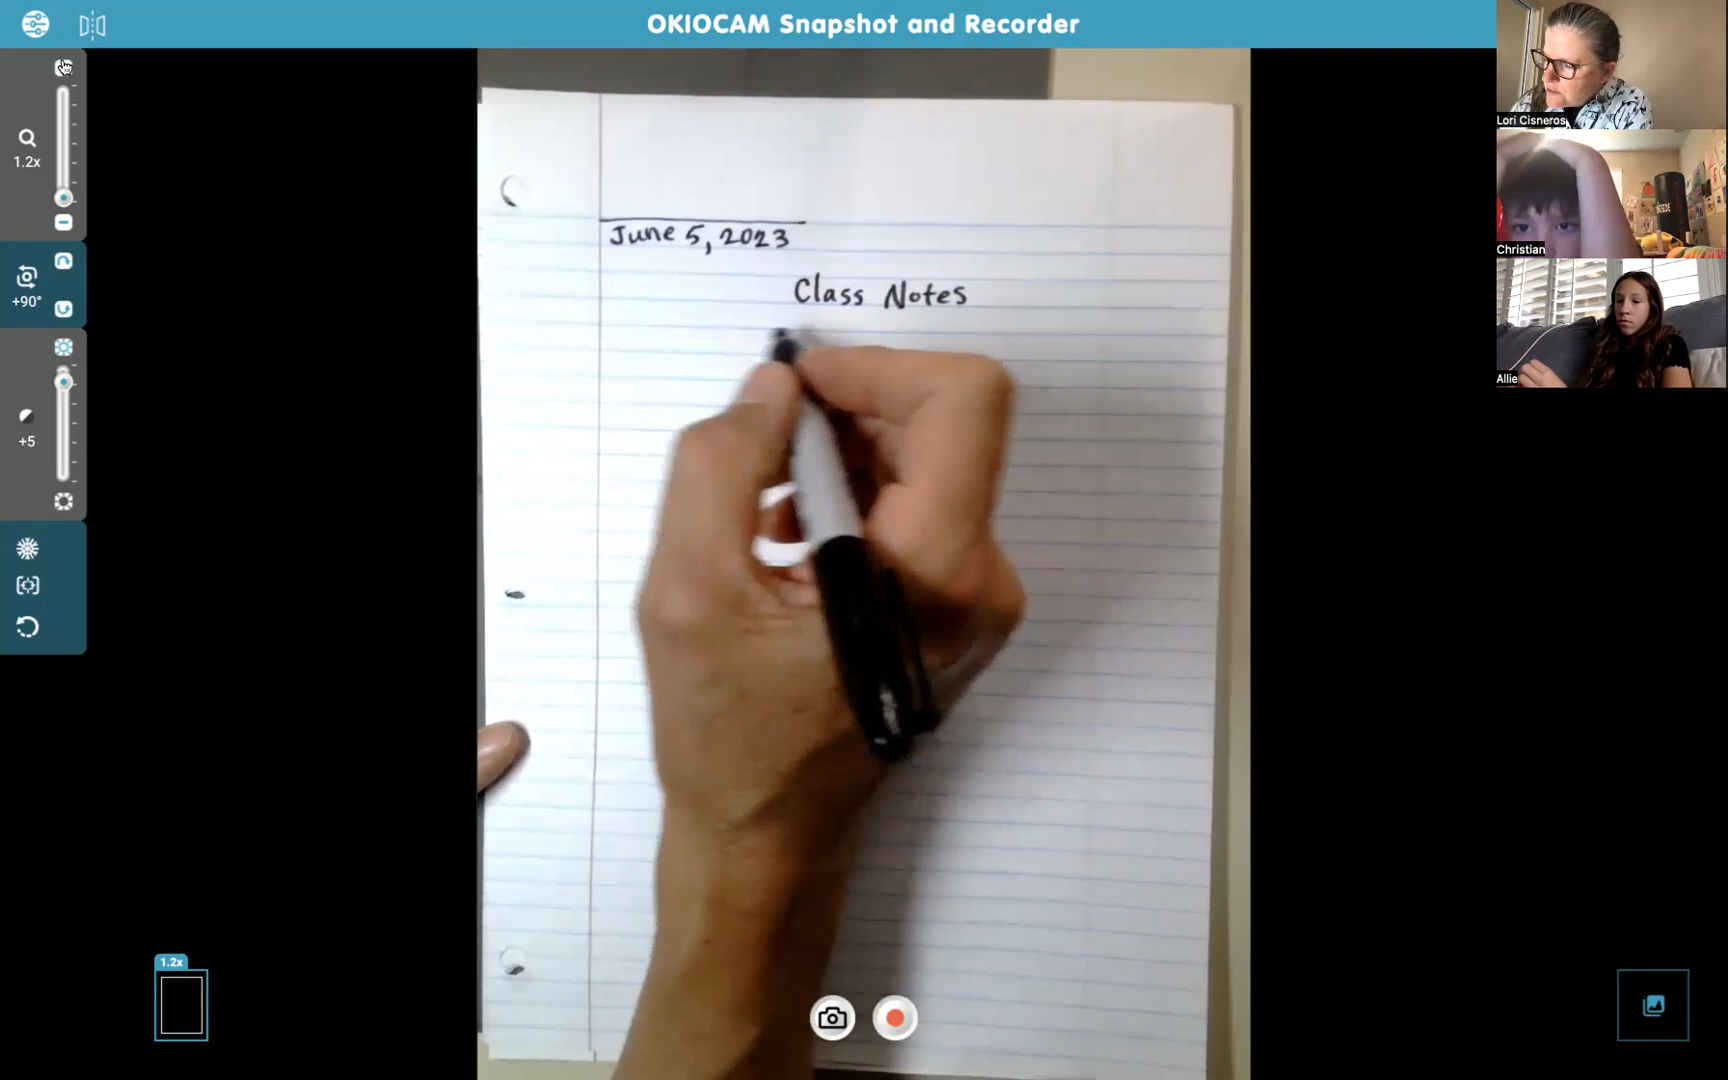 OKIOCAM Snapshot and Recorder
Lori Cisneros
1.2x
Christian
June 5, 2023
+90°
Class Notes
Allie
+5
1.2x